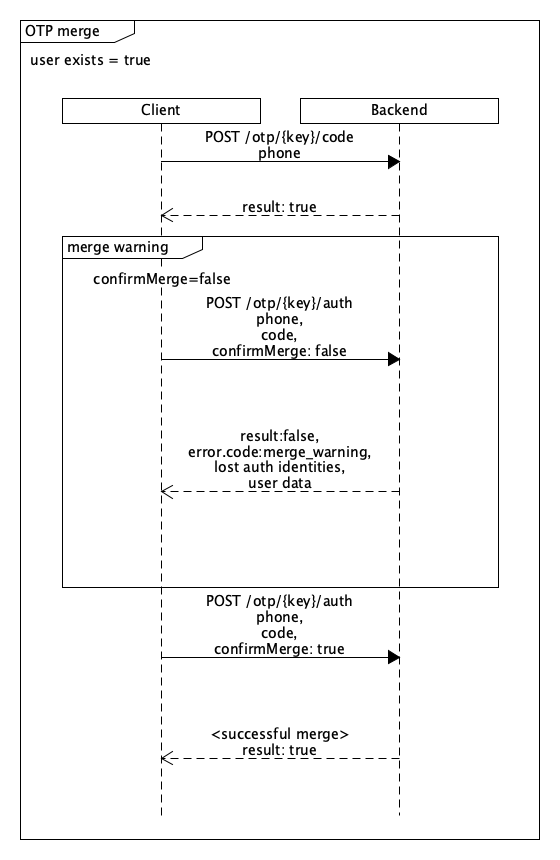 OTP merge
user exists = true
Client
Backend
POST /otp/{key}/code
phone
result: true
merge warning
confirmMerge=false
POST /otp/{key}/auth
phone,
code,
confirmMerge: false
result:false,
error.code:merge_warning,
lost auth identities,
user data
POST /otp/{key}/auth
phone,
code,
confirmMerge: true
<successful merge>
result: true